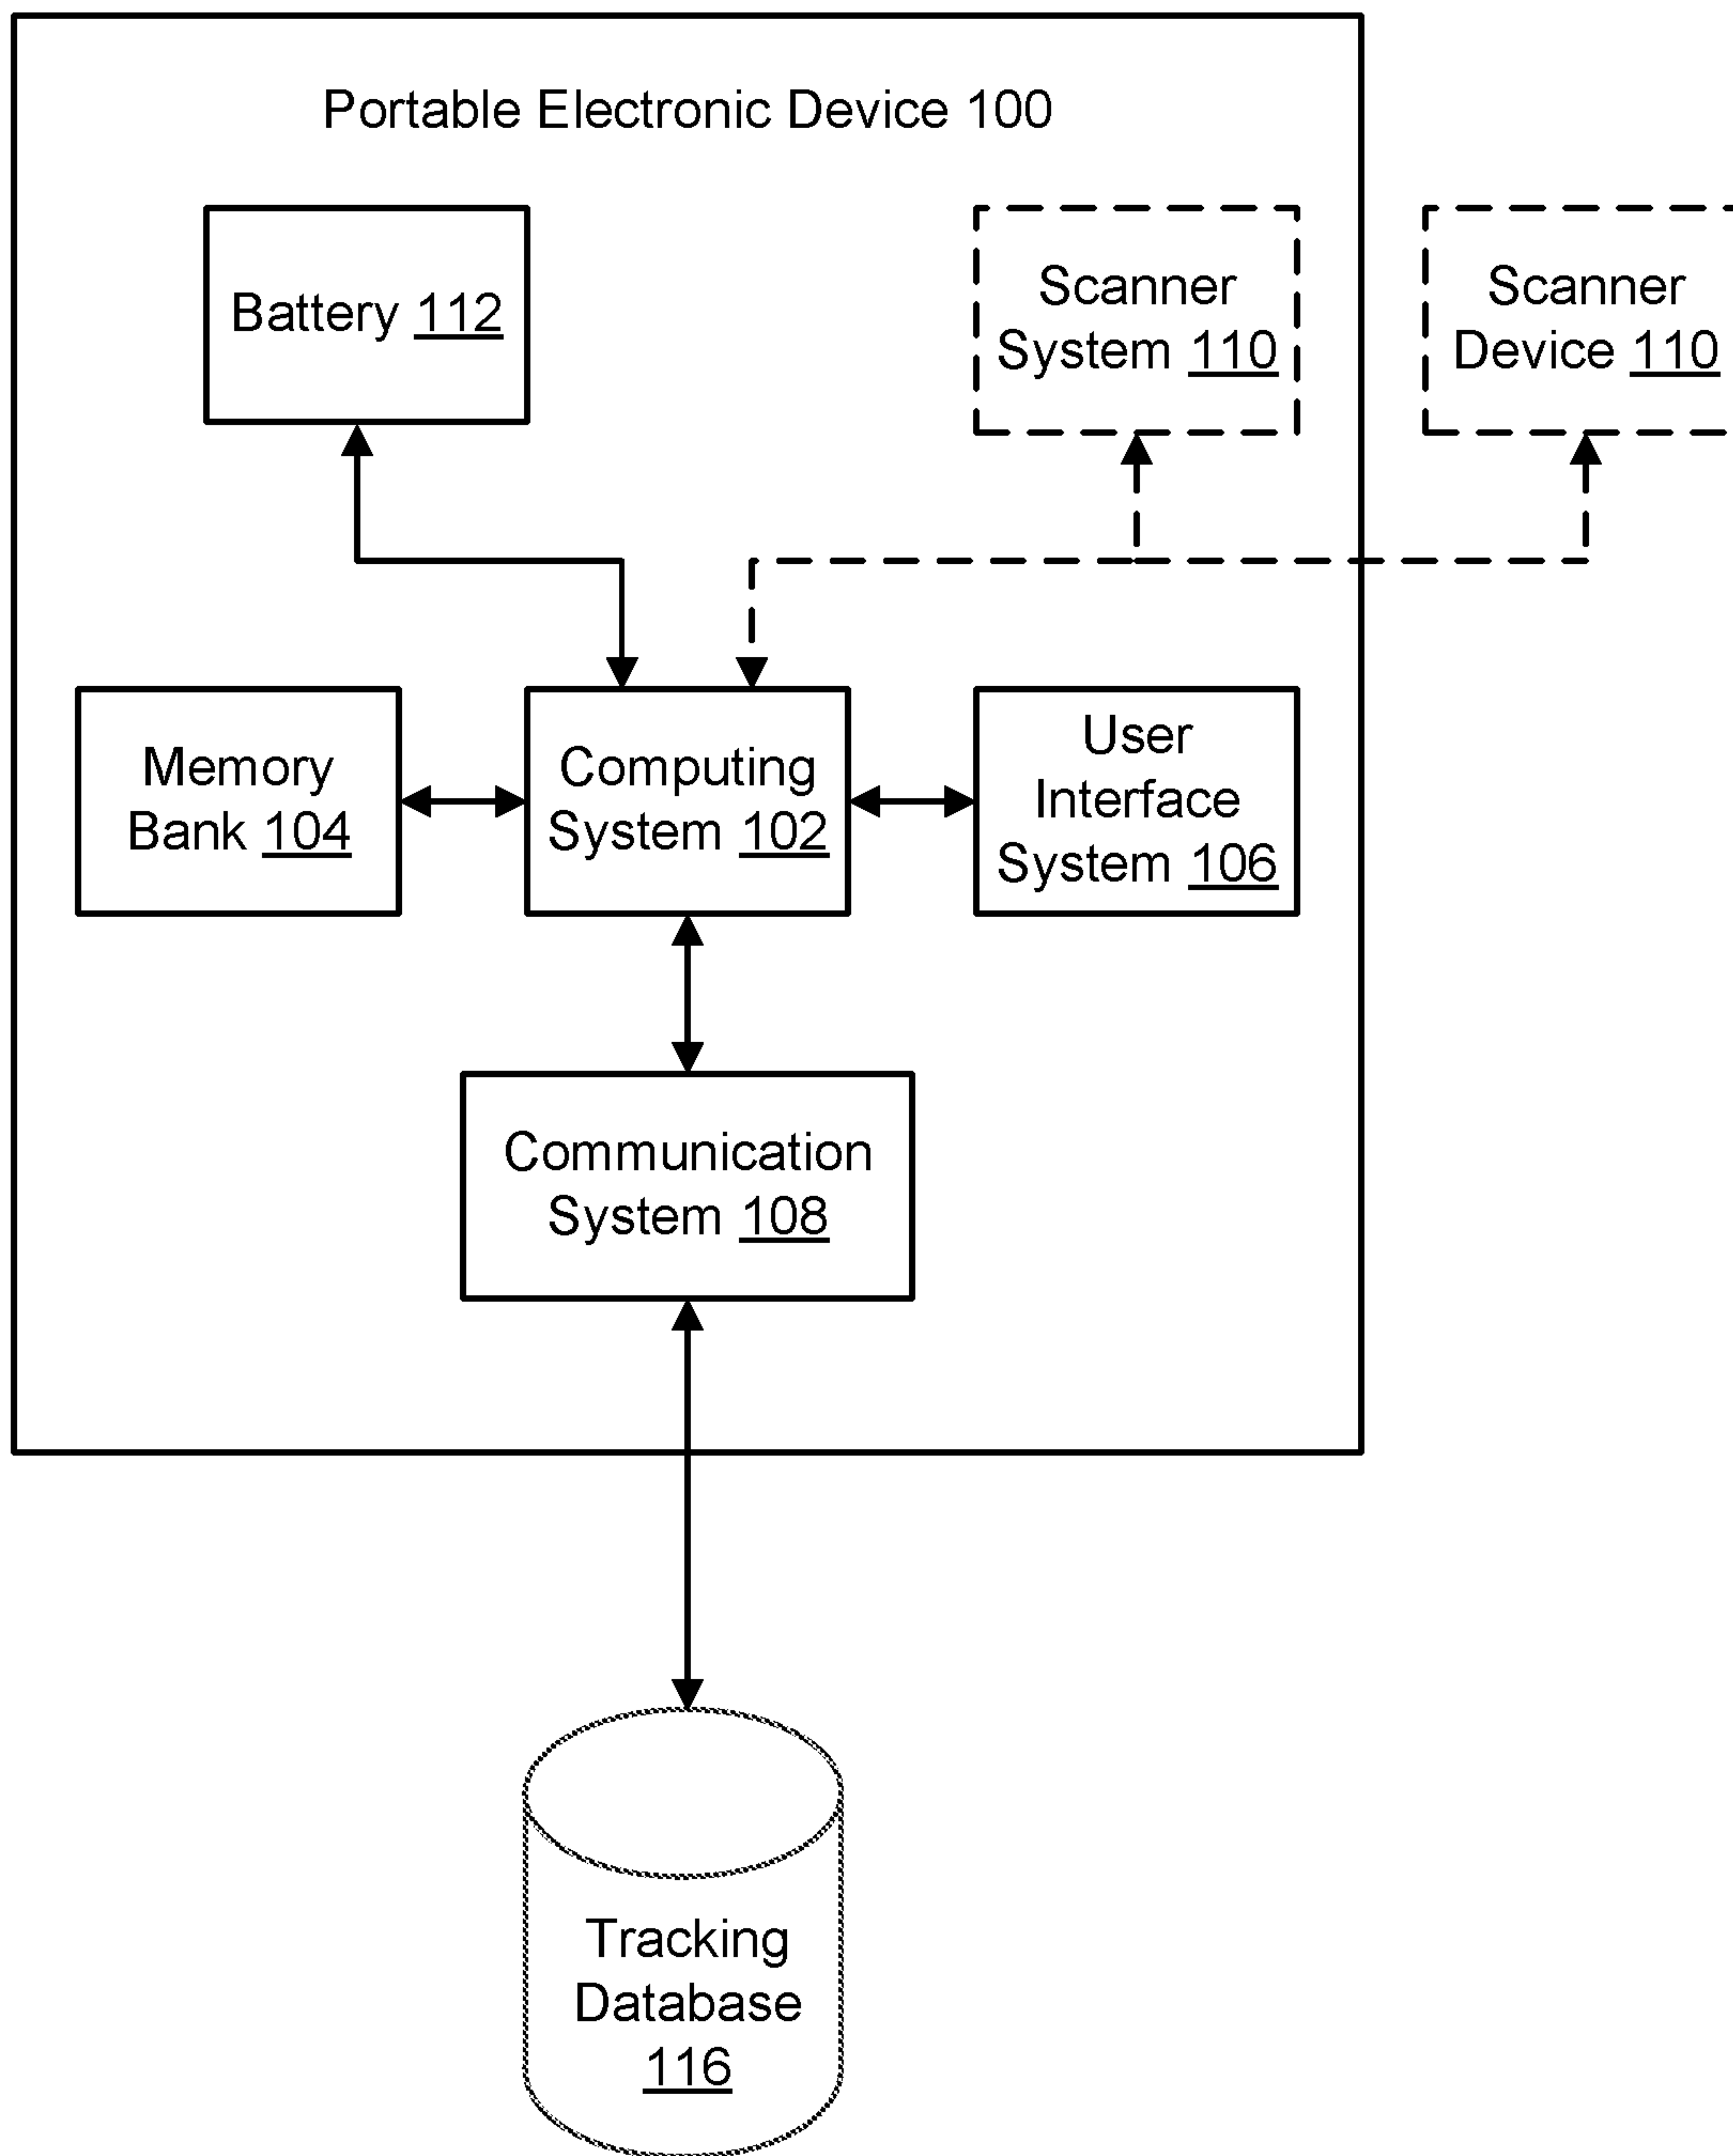 Portable Electronic Device 100
Battery 112
Scanner
System 110
Scanner
Device 110
Memory
Bank 104
Computing
System 102
User
Interface
System 106
Communication
System 108
Tracking
Database
116